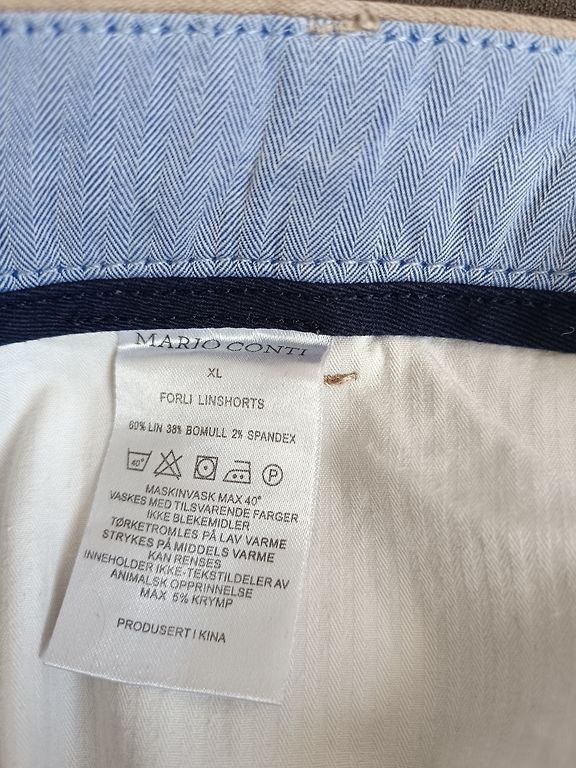 MARIO CONTI
XL
FORLI LINSHORTS
60% LIN 38% BOMULL 2% SPANDEX
40° P
MASKINVASK MAX 40°
VASKES MED TILSVARENDE FARGER
IKKE BLEKEMIDLER
TØRKETROMLES PÅ LAV VARME
STRYKES PÅ MIDDELS VARME
KAN RENSES
INNEHOLDER IKKE-TEKSTILDELER AV
ANIMALSK OPPRINNELSE
MAX 5% KRYMP
PRODUSERT I KINA